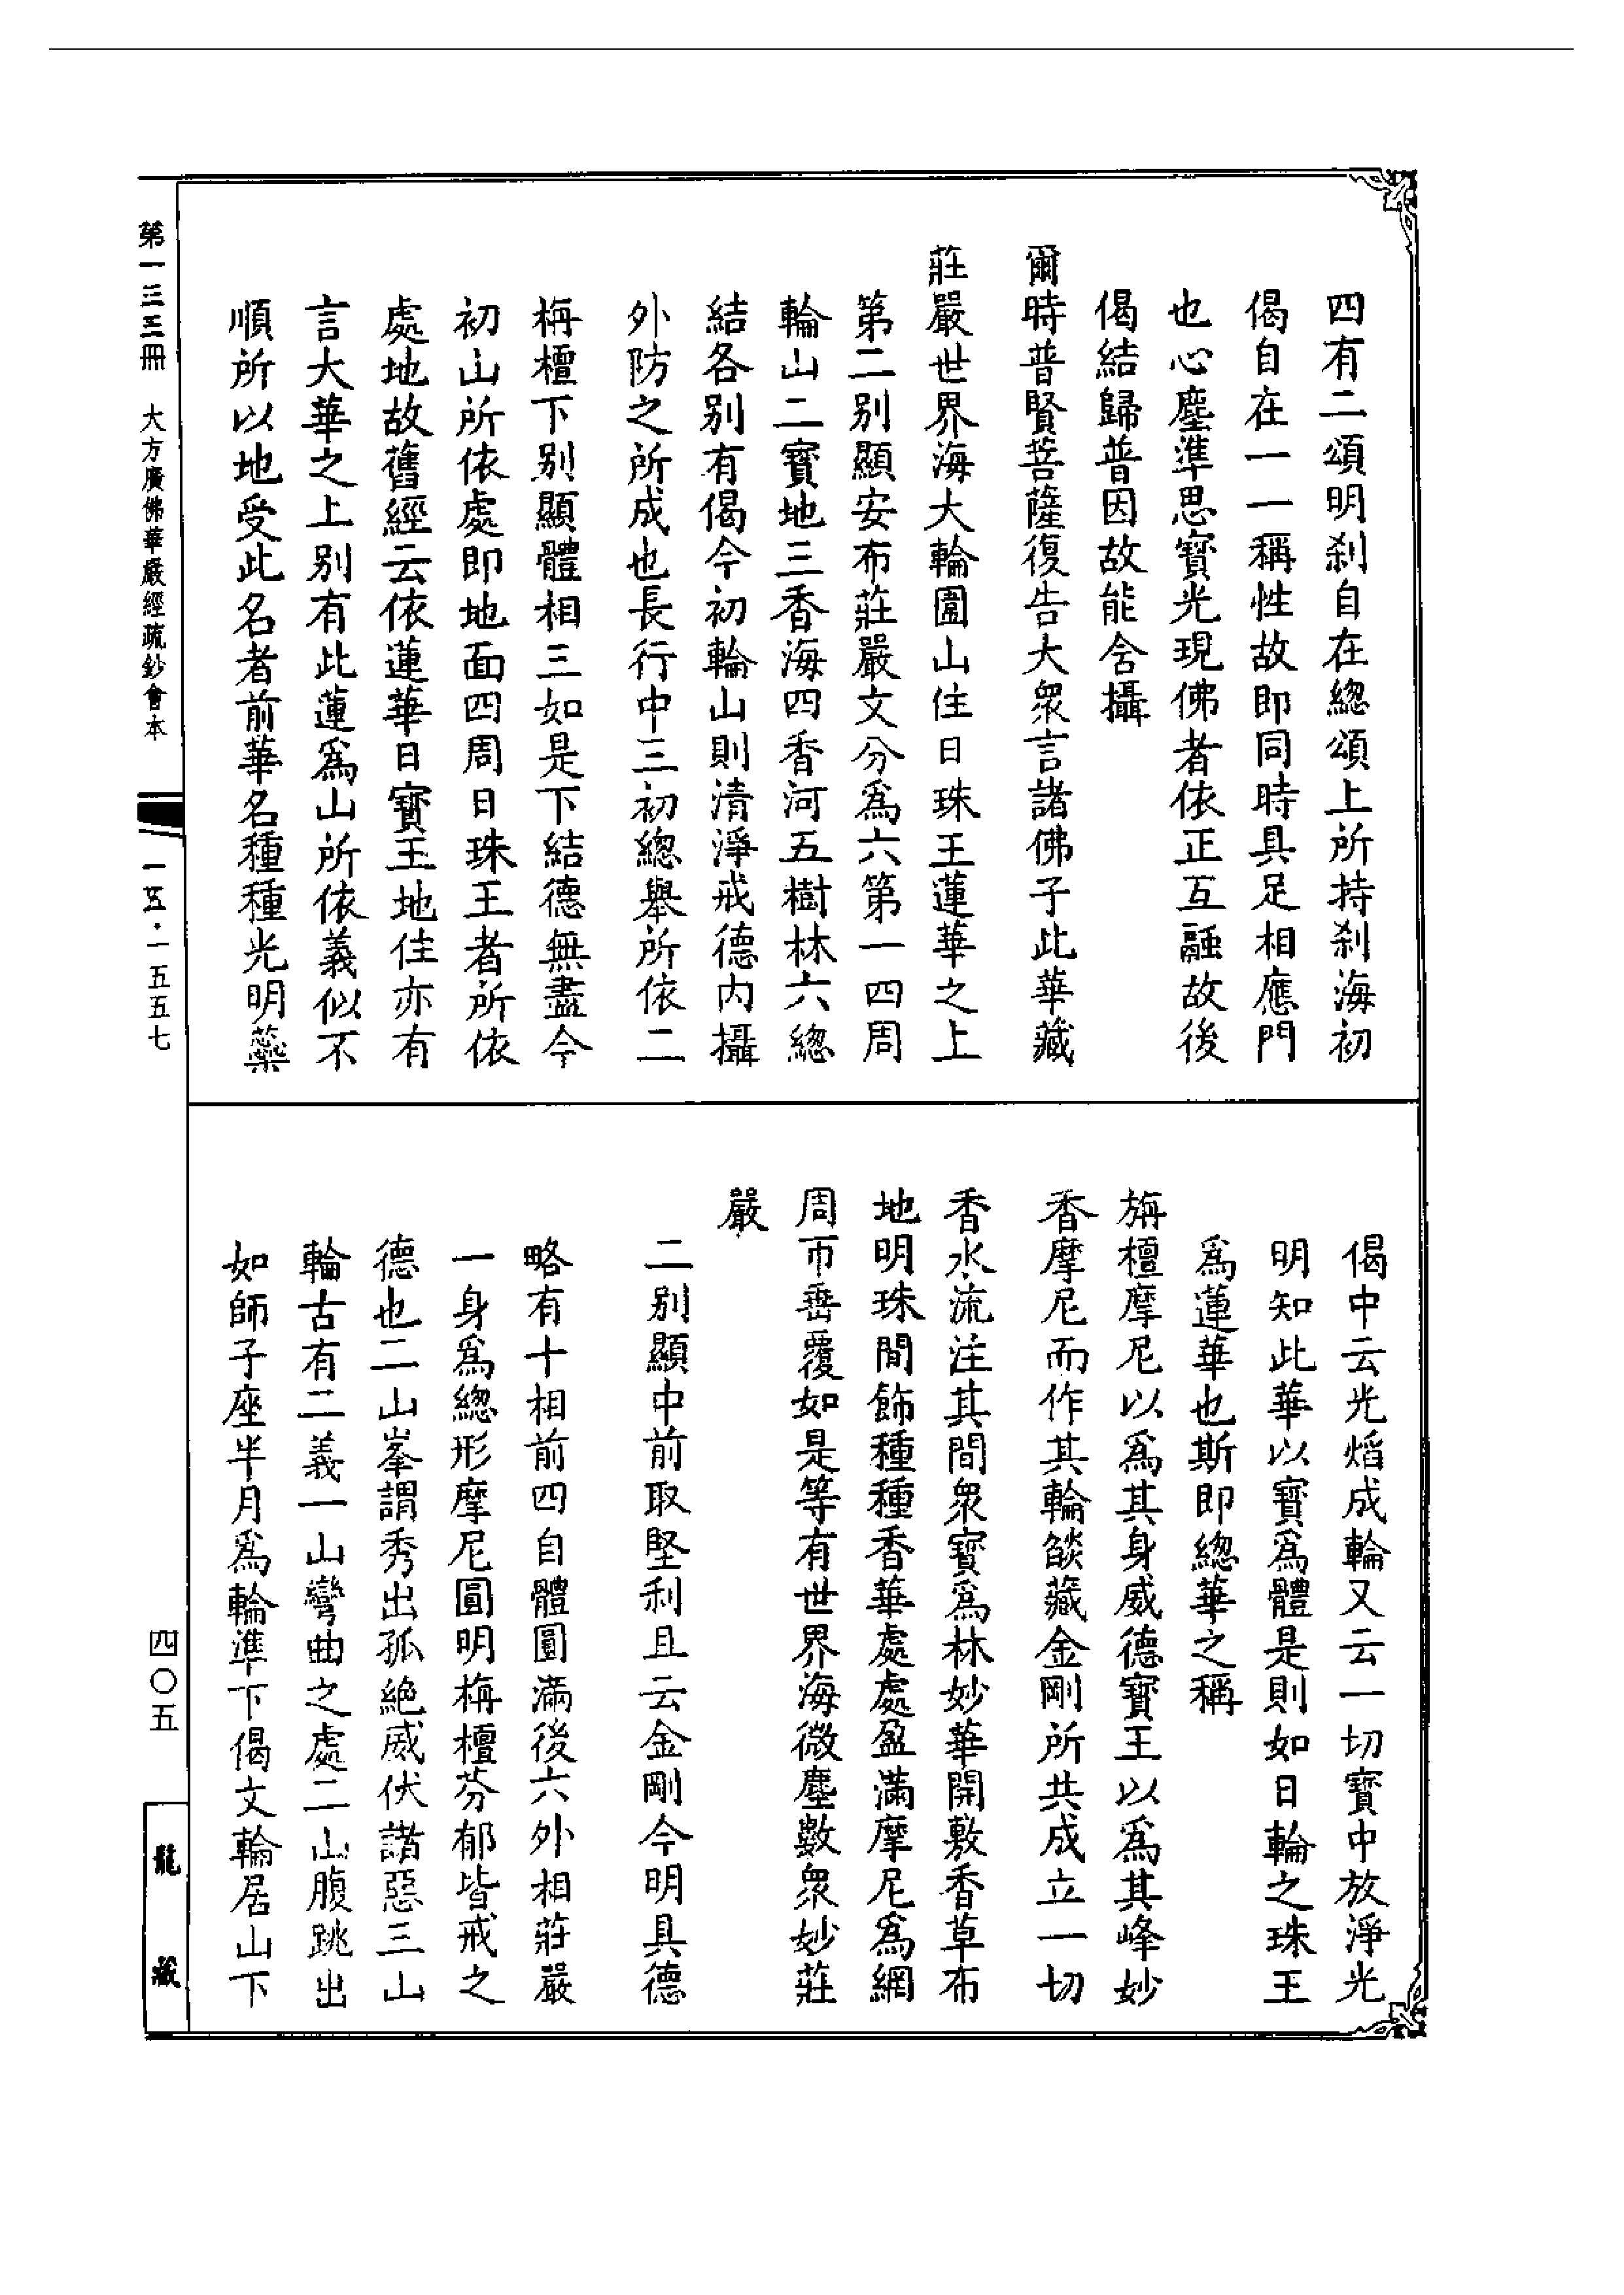 四有二頌明刹自在總頌上所持刹海初
偈自在一一稱性故即同時具足相應門
也心塵準思寶光現佛者依正互融故後
偈結歸普因故能含攝
爾時普賢菩薩復告大衆言諸佛子此華藏
莊嚴世界海大輪圍山住日珠王蓮華之上
第二别顯安布莊嚴文分爲六第一四周
輪山二寶地三香海四香河五樹林六總
結各别有偈今初輪山則清淨戒德内攝
外防之所成也長行中三初總舉所依二
栴檀下别顯體相三如是下結德無盡今
初山所依處即地面四周日珠王者所依
處地故舊經云依蓮華日寶王地住亦有
言大華之上别有此蓮爲山所依義似不
順所以地受此名者前華名種種光明蘂
偈中云光焰成輪又云一切寶中放淨光
明知此華以寶爲體是則如日輪之珠王
爲蓮華也斯即總華之稱
旃檀摩尼以爲其身威德寶王以爲其峰妙
香摩尼而作其輪燄藏金剛所共成立一切
香水流注其間衆寶爲林妙華開敷香草布
地明珠間飾種種香華處處盈滿摩尼爲網
周帀垂覆如是等有世界海微塵數衆妙莊
嚴
二别顯中前取堅利且云金剛今明具德
略有十相前四自體圓滿後六外相莊嚴
一身爲總形摩尼圓明栴檀芬郁皆戒之
德也二山峯謂秀出孤絶威伏諸惡三山
輪古有二義一山彎曲之處二山腹跳出
如師子座半月爲輪準下偈文輪居山下
第一三三冊　大方廣佛華嚴經疏鈔會本
一五·一五五七
四〇五
龍藏